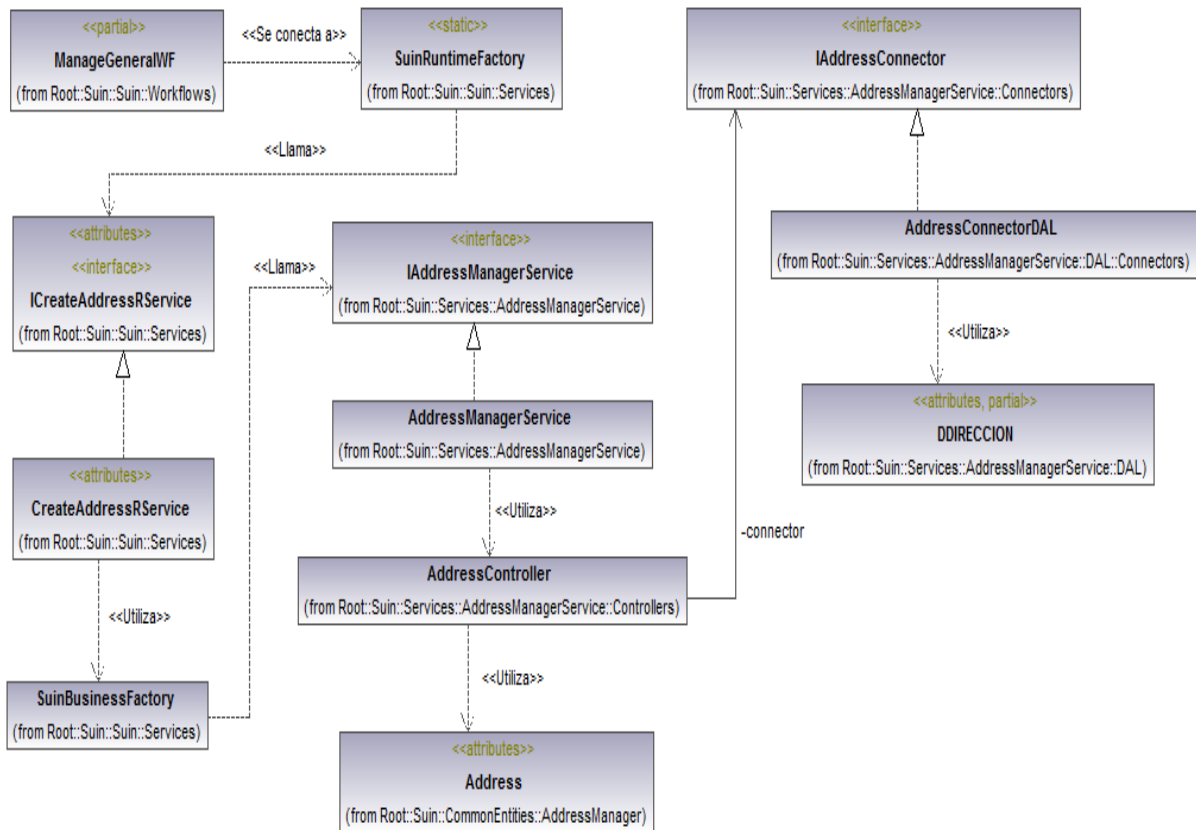 <<partial>>
ManageGeneralWF
(from Root::Suin::Suin::Workflows)
<<Se conecta a>>
<<static>>
SuinRuntimeFactory
(from Root::Suin::Suin::Services)
<<interface>>
IAddressConnector
(from Root::Suin::Services::AddressManagerService::Connectors)
<<Llama>>
<<attributes>>
<<interface>>
ICreateAddressRService
(from Root::Suin::Suin::Services)
<<Llama>>
<<interface>>
IAddressManagerService
(from Root::Suin::Services::AddressManagerService)
AddressConnectorDAL
(from Root::Suin::Services::AddressManagerService::DAL::Connectors)
<<Utiliza>>
<<attributes, partial>>
DDIRECCION
(from Root::Suin::Services::AddressManagerService::DAL)
AddressManagerService
(from Root::Suin::Services::AddressManagerService)
<<attributes>>
CreateAddressRService
(from Root::Suin::Suin::Services)
<<Utiliza>>
-connector
AddressController
(from Root::Suin::Services::AddressManagerService::Controllers)
<<Utiliza>>
<<Utiliza>>
SuinBusinessFactory
(from Root::Suin::Suin::Services)
<<attributes>>
Address
(from Root::Suin::CommonEntities::AddressManager)